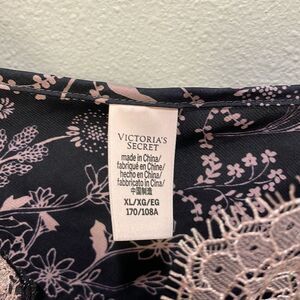 VICTORIA'S
SECRET
made in China/
fabriqué en Chine/
hecho en China/
fabbricato in Cina/
中国制造
XL/XG/EG
170/108A